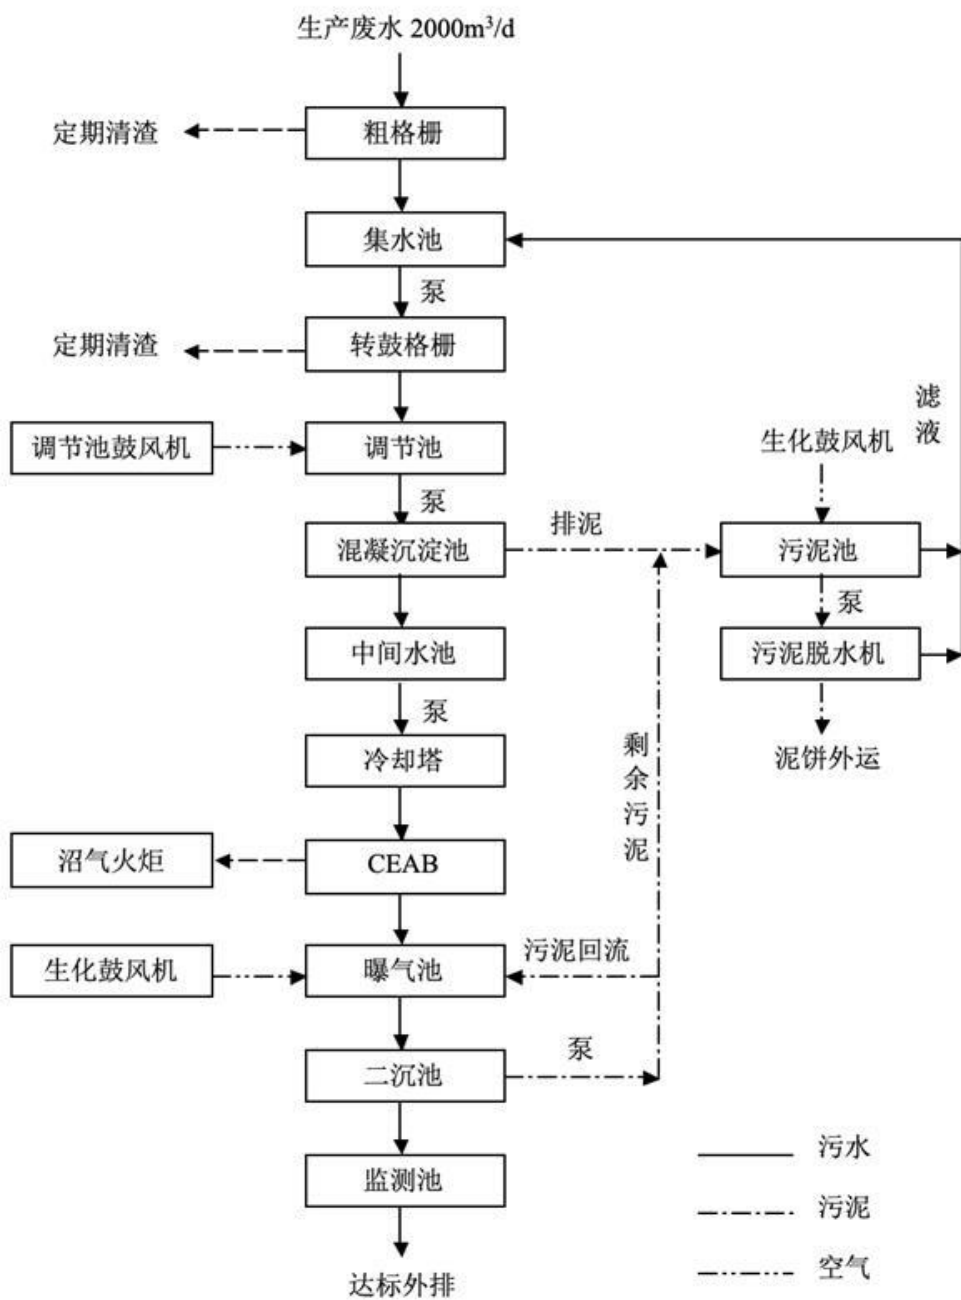 生产废水 2000m³/d
定期清渣
粗格栅
集水池
泵
定期清渣
转鼓格栅
滤液
调节池鼓风机
调节池
生化鼓风机
泵
排泥
混凝沉淀池
污泥池
泵
中间水池
污泥脱水机
泵
剩余污泥
冷却塔
泥饼外运
沼气火炬
CEAB
污泥回流
生化鼓风机
曝气池
泵
二沉池
污水
监测池
污泥
空气
达标外排